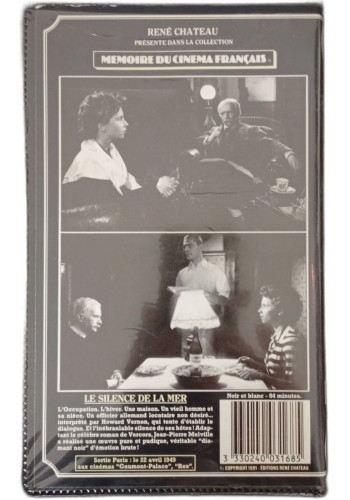 RENÉ CHATEAU
PRÉSENTE DANS LA COLLECTION
MEMOIRE DU CINEMA FRANÇAIS
LE SILENCE DE LA MER
L'Occupation. L'hiver. Une maison. Un vieil homme et
sa nièce. Un officier allemand locataire non désiré...
interprété par Howard Vernon, qui tente d'établir le
dialogue. Et l'inébranlable silence de ses hôtes! Adap-
tant le célèbre roman de Vercors, Jean-Pierre Melville
a réalisé une œuvre pure et pudique, véritable "dia-
mant noir" d'émotion brute!
Sortie Paris : le 22 avril 1949
aux cinémas "Gaumont-Palace", "Rex".
Noir et blanc - 84 minutes.
3 330240 031685
© COPYRIGHT 1991 - ÉDITIONS RENÉ CHATEAU